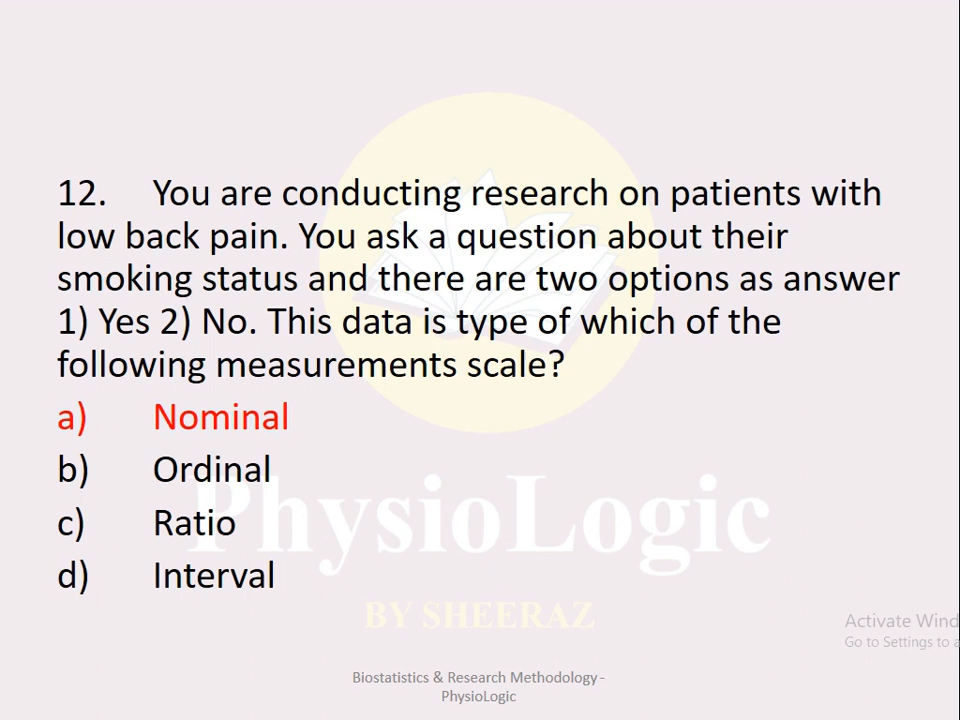 12. You are conducting research on patients with
low back pain. You ask a question about their
smoking status and there are two options as answer
1) Yes 2) No. This data is type of which of the
following measurements scale?
a) Nominal
b) Ordinal
c) Ratio
d) Interval
PhysioLogic
BY SHEERAZ
Activate Wind
Go to Settings to a
Biostatistics & Research Methodology -
PhysioLogic